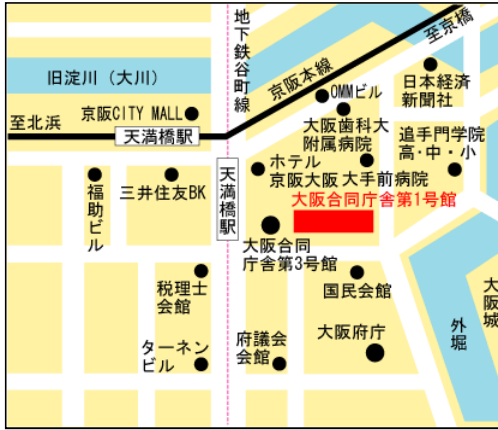 地下鉄谷町線
至京橋
京阪本線
旧淀川（大川）
日本経済
新聞社
OMMビル
京阪CITY MALL
至北浜
天満橋駅
大阪歯科大
附属病院
追手門学院
高・中・小
天満橋駅
ホテル
京阪大阪
大手前病院
福助ビル
三井住友BK
大阪合同庁舎第1号館
大阪合同
庁舎第3号館
税理士
会館
国民会館
大阪城
外堀
ターネン
ビル
府議会
会館
大阪府庁